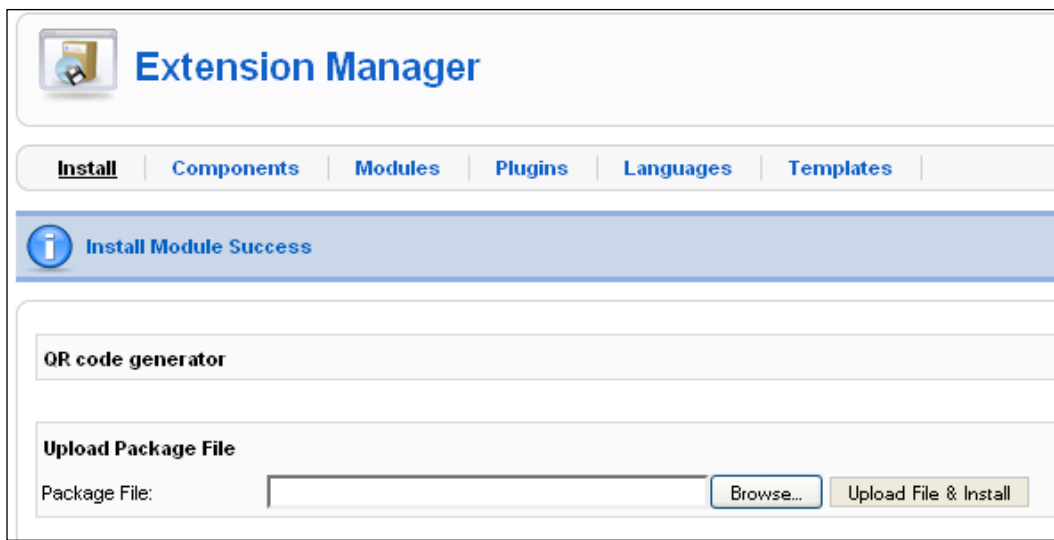 Extension Manager
Install Components Modules Plugins Languages Templates
Install Module Success
QR code generator
Upload Package File
Package File: Browse... Upload File & Install